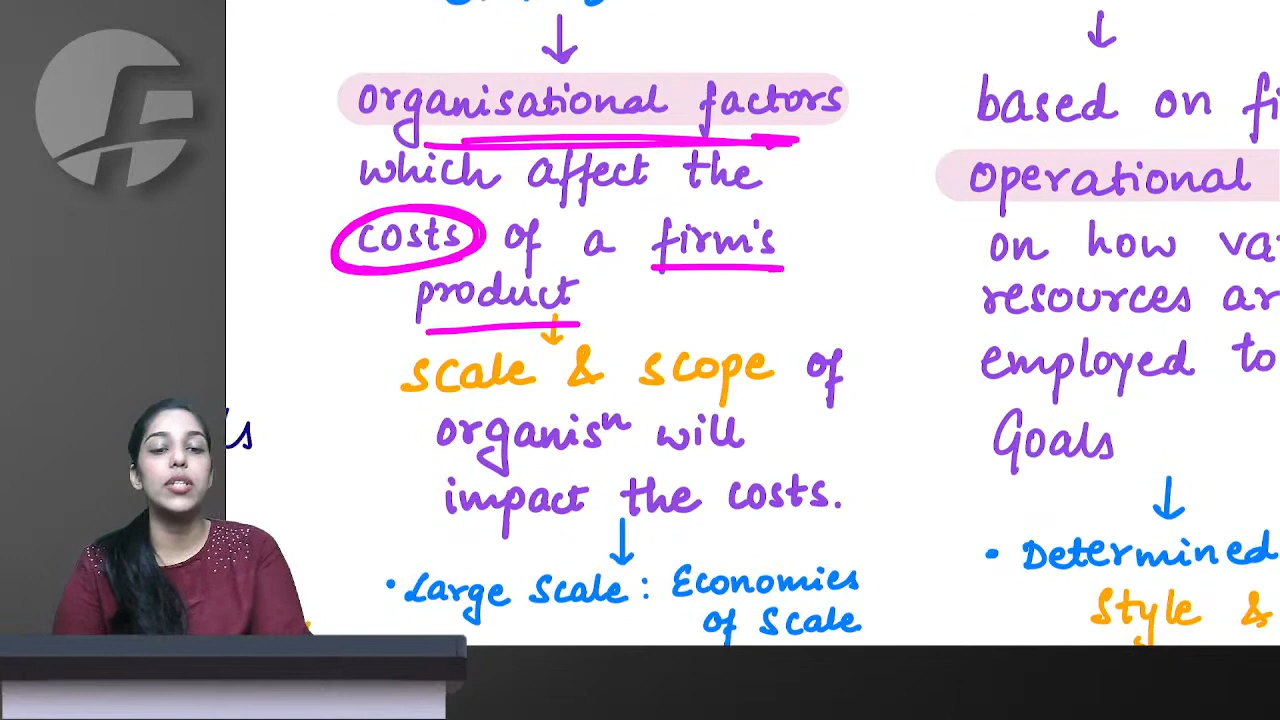 organisational factors
which affect the
costs of a firm's
product
scale & scope of
organisⁿ will
impact the costs.
• Large Scale : Economies
of Scale
based on
Operational
on how
resources
employed to
Goals
• Determined
Style &